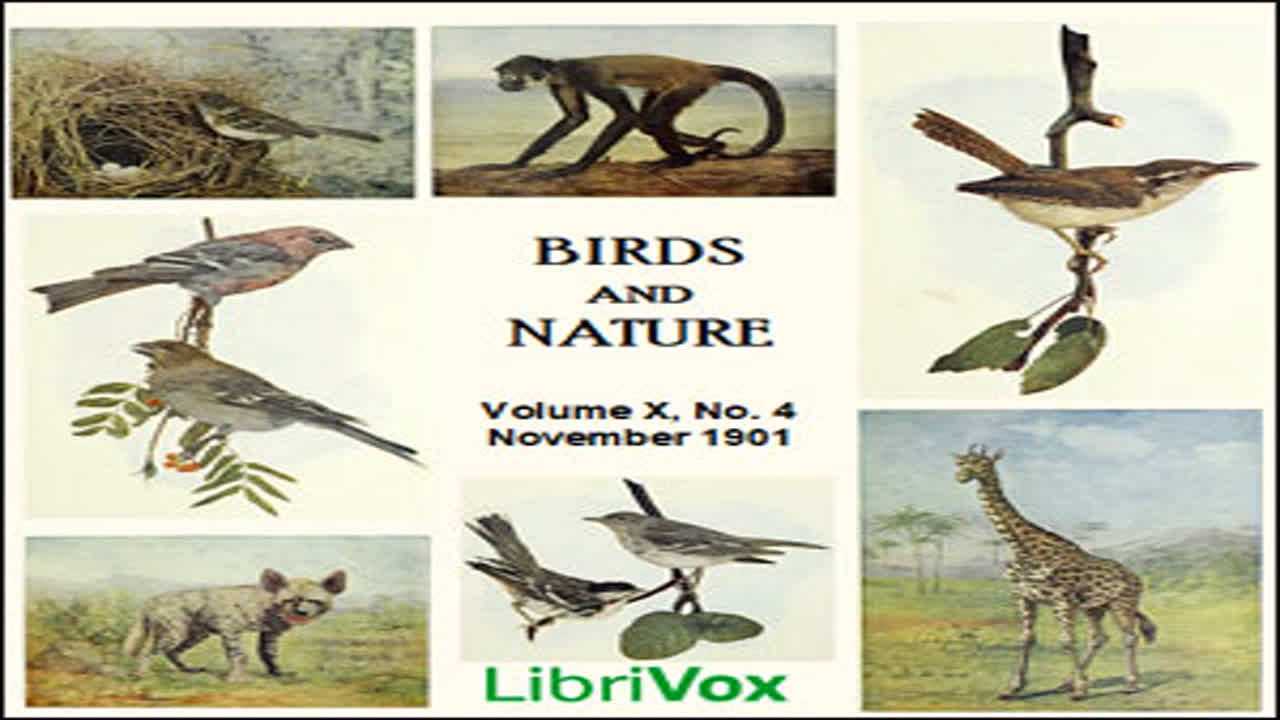 BIRDS
AND
NATURE
Volume X, No. 4
November 1901
LibriVox